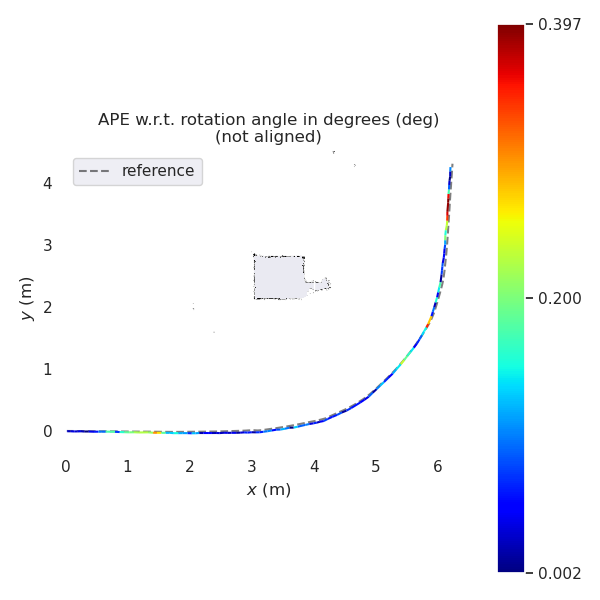 APE w.r.t. rotation angle in degrees (deg)
(not aligned)
reference
0.397
0.200
0.002
4
3
2
1
0
y (m)
0 1 2 3 4 5 6
x (m)